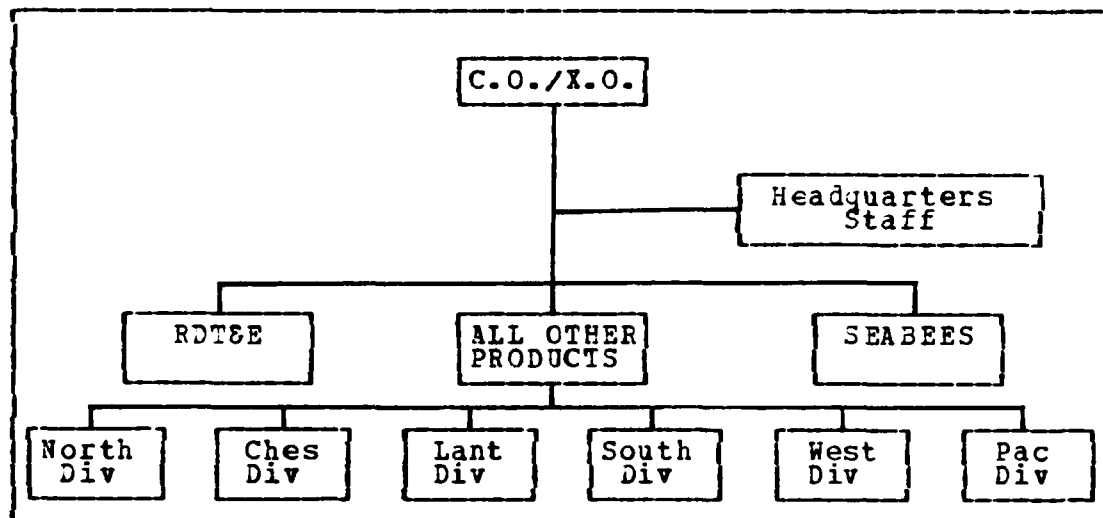 C.O./X.O.
Headquarters
Staff
RDT&E
ALL OTHER
PRODUCTS
SEABEES
North
Div
Ches
Div
Lant
Div
South
Div
West
Div
Pac
Div